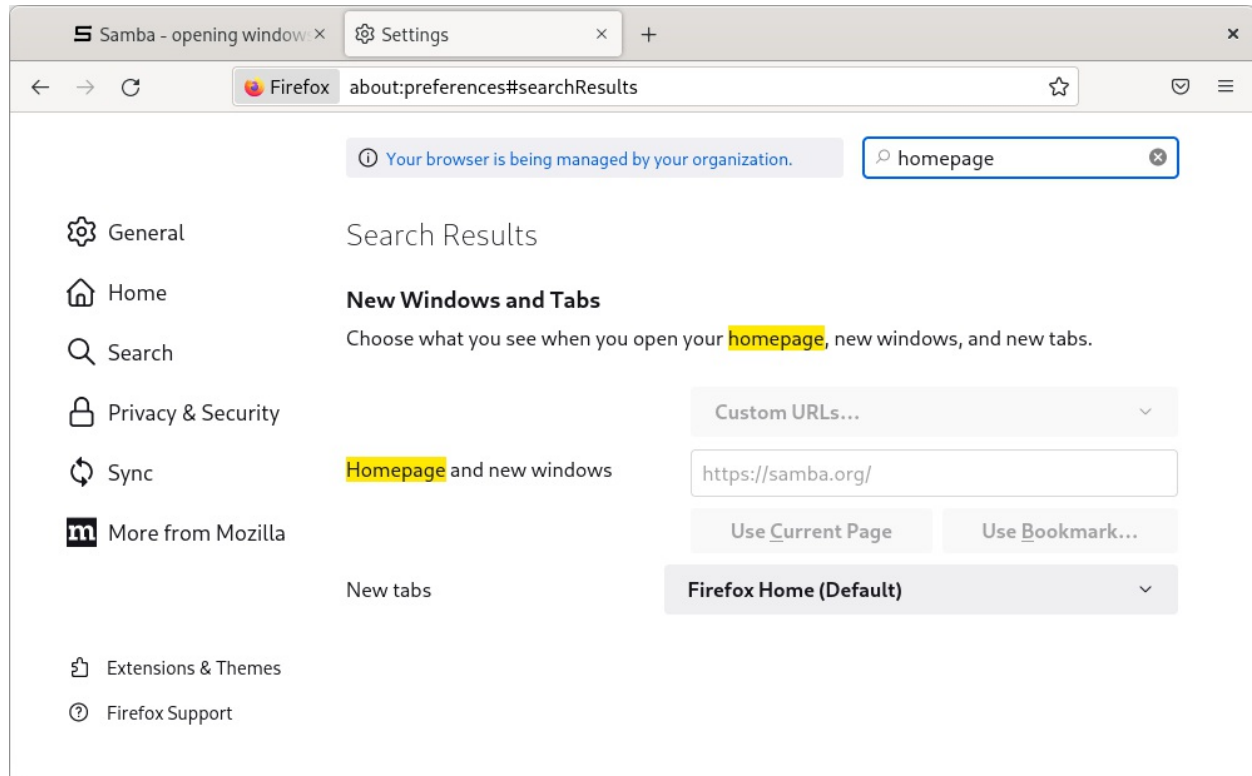 Samba - opening windows
Settings
Firefox about:preferences#searchResults
Your browser is being managed by your organization.
homepage
General
Home
Search
Privacy & Security
Sync
More from Mozilla
Extensions & Themes
Firefox Support
Search Results
New Windows and Tabs
Choose what you see when you open your homepage, new windows, and new tabs.
Custom URLs...
Homepage and new windows
https://samba.org/
Use Current Page
Use Bookmark...
New tabs
Firefox Home (Default)